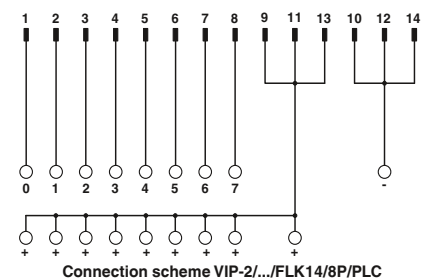 1 2 3 4 5 6 7 8 9 11 13 10 12 14
0 1 2 3 4 5 6 7 -
+ + + + + + + + +
Connection scheme VIP-2/.../FLK14/8P/PLC